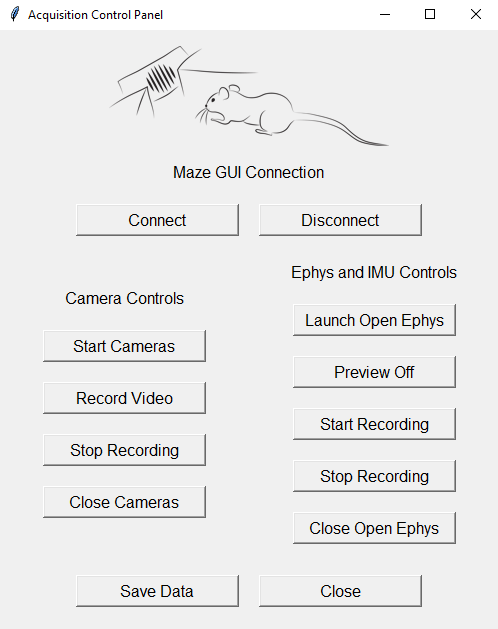 Acquisition Control Panel
Maze GUI Connection
Connect
Disconnect
Camera Controls
Start Cameras
Record Video
Stop Recording
Close Cameras
Ephys and IMU Controls
Launch Open Ephys
Preview Off
Start Recording
Stop Recording
Close Open Ephys
Save Data
Close